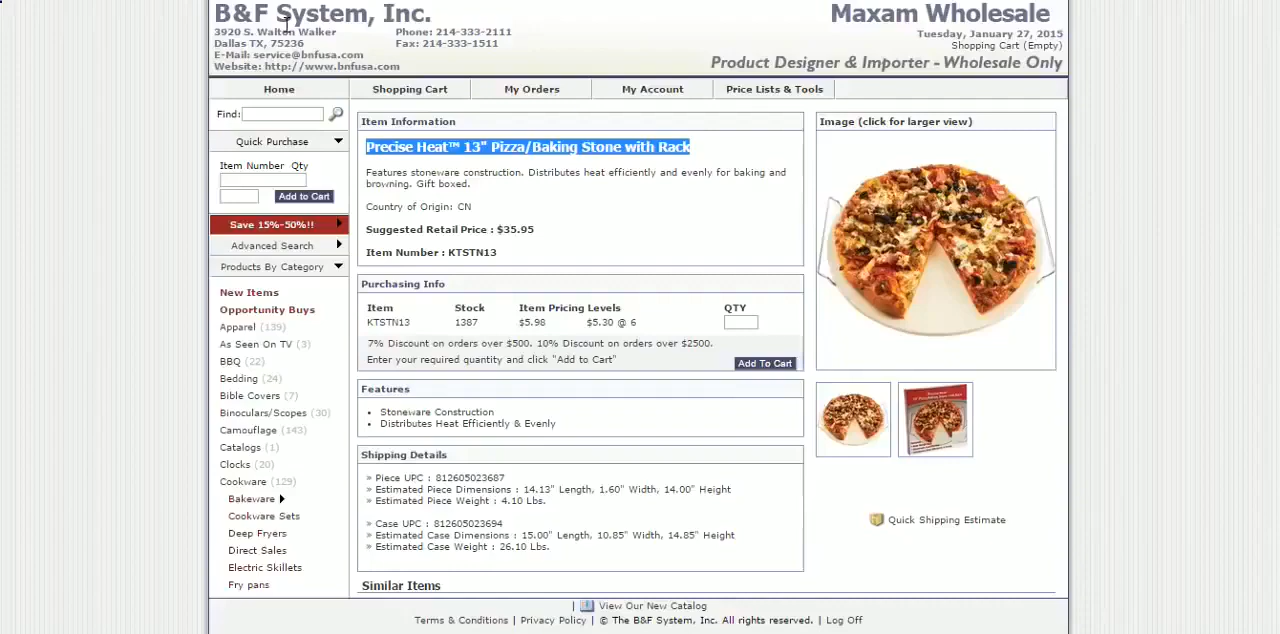 B&F System, Inc.
Maxam Wholesale
3920 S. Walton Walker
Phone: 214-333-2111
Tuesday, January 27, 2015
Dallas TX, 75236
Fax: 214-333-1511
Shopping Cart (Empty)
E-Mail: service@bnfusa.com
Website: http://www.bnfusa.com
Product Designer & Importer - Wholesale Only
Home
Shopping Cart
My Orders
My Account
Price Lists & Tools
Find:
Quick Purchase
Item Number Qty
Add to Cart
Save 15%-50%!!
Advanced Search
Products By Category
New Items
Opportunity Buys
Apparel (139)
As Seen On TV (3)
BBQ (22)
Bedding (24)
Bible Covers (7)
Binoculars/Scopes (30)
Camouflage (143)
Catalogs (1)
Clocks (20)
Cookware (129)
Bakeware
Cookware Sets
Deep Fryers
Direct Sales
Electric Skillets
Fry pans
Item Information
Precise Heat™ 13" Pizza/Baking Stone with Rack
Features stoneware construction. Distributes heat efficiently and evenly for baking and
browning. Gift boxed.
Country of Origin: CN
Suggested Retail Price : $35.95
Item Number : KTSTN13
Purchasing Info
Item Stock Item Pricing Levels QTY
KTSTN13 1387 $5.98 $5.30 @ 6
7% Discount on orders over $500. 10% Discount on orders over $2500.
Enter your required quantity and click "Add to Cart"
Add To Cart
Features
• Stoneware Construction
• Distributes Heat Efficiently & Evenly
Shipping Details
» Piece UPC : 812605023687
» Estimated Piece Dimensions : 14.13" Length, 1.60" Width, 14.00" Height
» Estimated Piece Weight : 4.10 Lbs.
» Case UPC : 812605023694
» Estimated Case Dimensions : 15.00" Length, 10.85" Width, 14.85" Height
» Estimated Case Weight : 26.10 Lbs.
Similar Items
Image (click for larger view)
Quick Shipping Estimate
| View Our New Catalog
Terms & Conditions | Privacy Policy | © The B&F System, Inc. All rights reserved. | Log Off